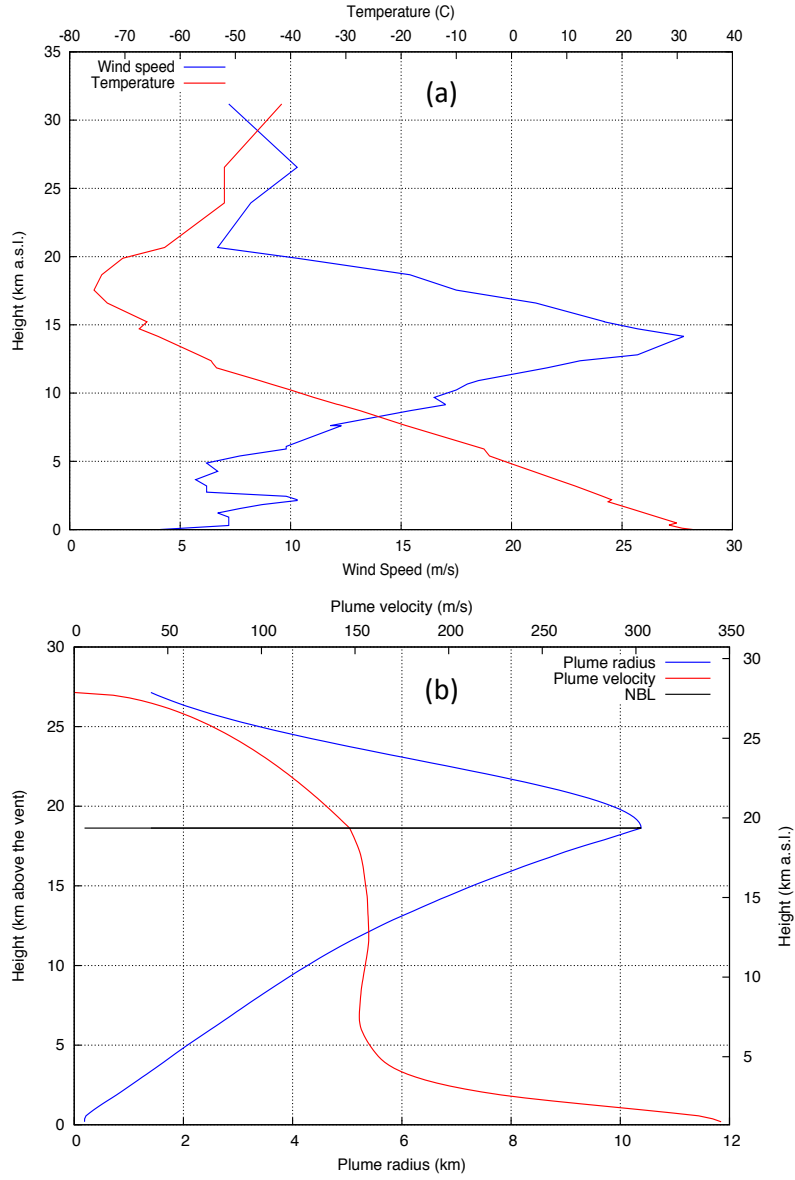 Temperature (C)
-80 -70 -60 -50 -40 -30 -20 -10 0 10 20 30 40
35
Wind speed
Temperature
(a)
30
25
20
15
10
5
0
Height (km a.s.l.)
0 5 10 15 20 25 30
Wind Speed (m/s)
Plume velocity (m/s)
0 50 100 150 200 250 300 350
30
Plume radius
Plume velocity
NBL
(b)
25
20
15
10
5
0
Height (km above the vent)
30
25
20
15
10
5
Height (km a.s.l.)
0 2 4 6 8 10 12
Plume radius (km)